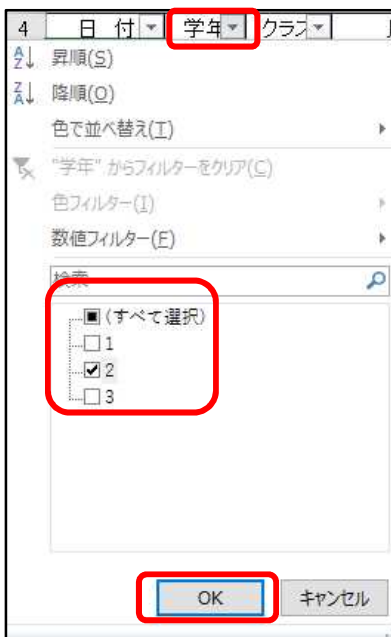 4 日 付 学年 クラス
昇順(S)
降順(O)
色で並べ替え(T)
"学年" からフィルターをクリア(C)
色フィルター(I)
数値フィルター(F)
検索
(すべて選択)
1
2
3
OK キャンセル